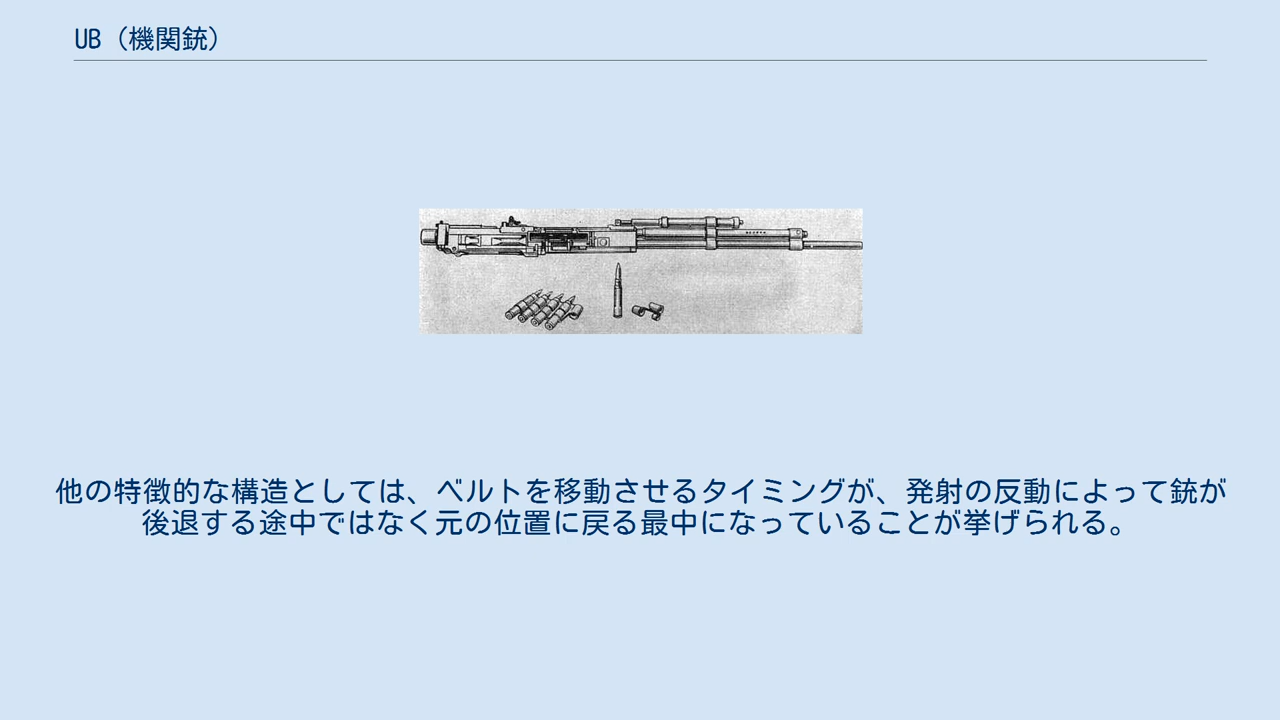 UB（機関銃）
他の特徴的な構造としては、ベルトを移動させるタイミングが、発射の反動によって銃が
後退する途中ではなく元の位置に戻る最中になっていることが挙げられる。